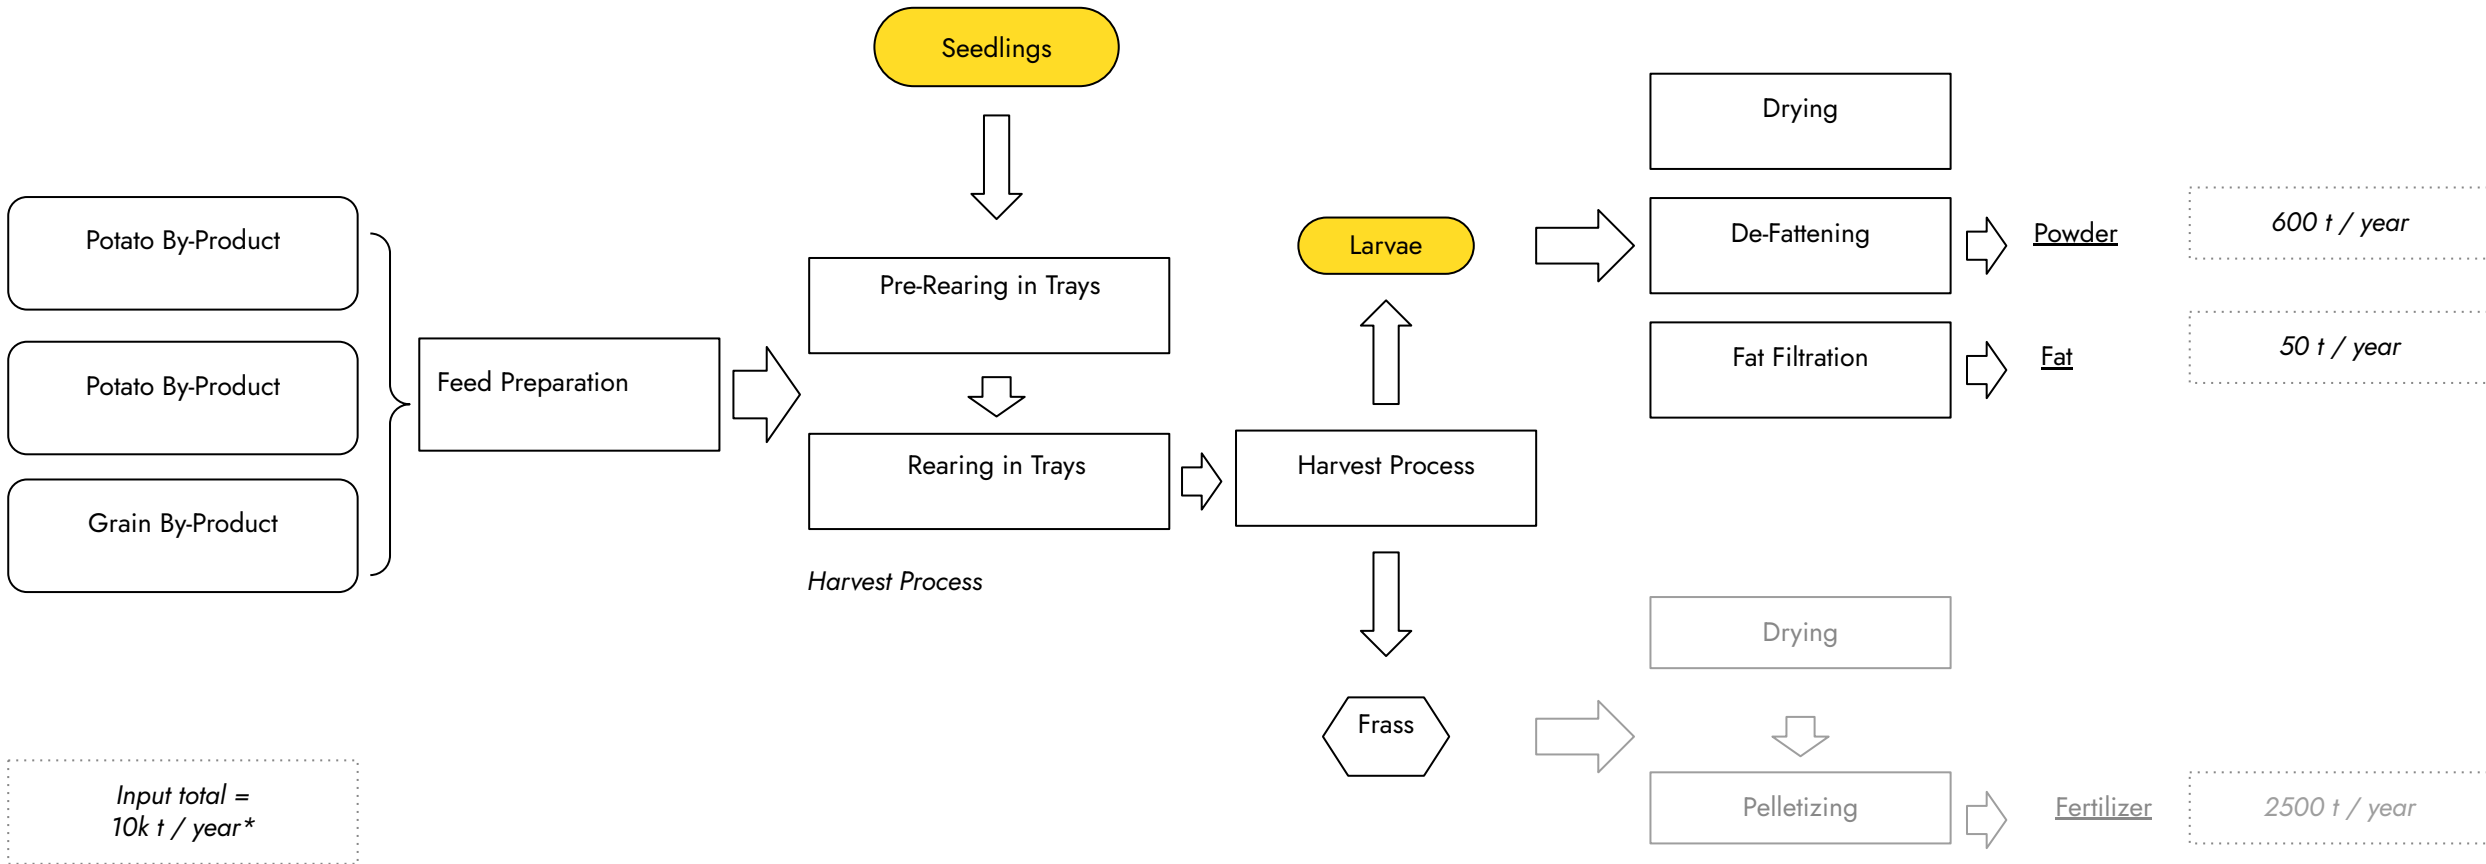 Seedlings
Drying
Potato By-Product
Larvae
De-Fattening
Powder
600 t / year
Pre-Rearing in Trays
Potato By-Product
Feed Preparation
Fat Filtration
Fat
50 t / year
Rearing in Trays
Harvest Process
Grain By-Product
Harvest Process
Drying
Frass
Input total =
10k t / year*
Pelletizing
Fertilizer
2500 t / year